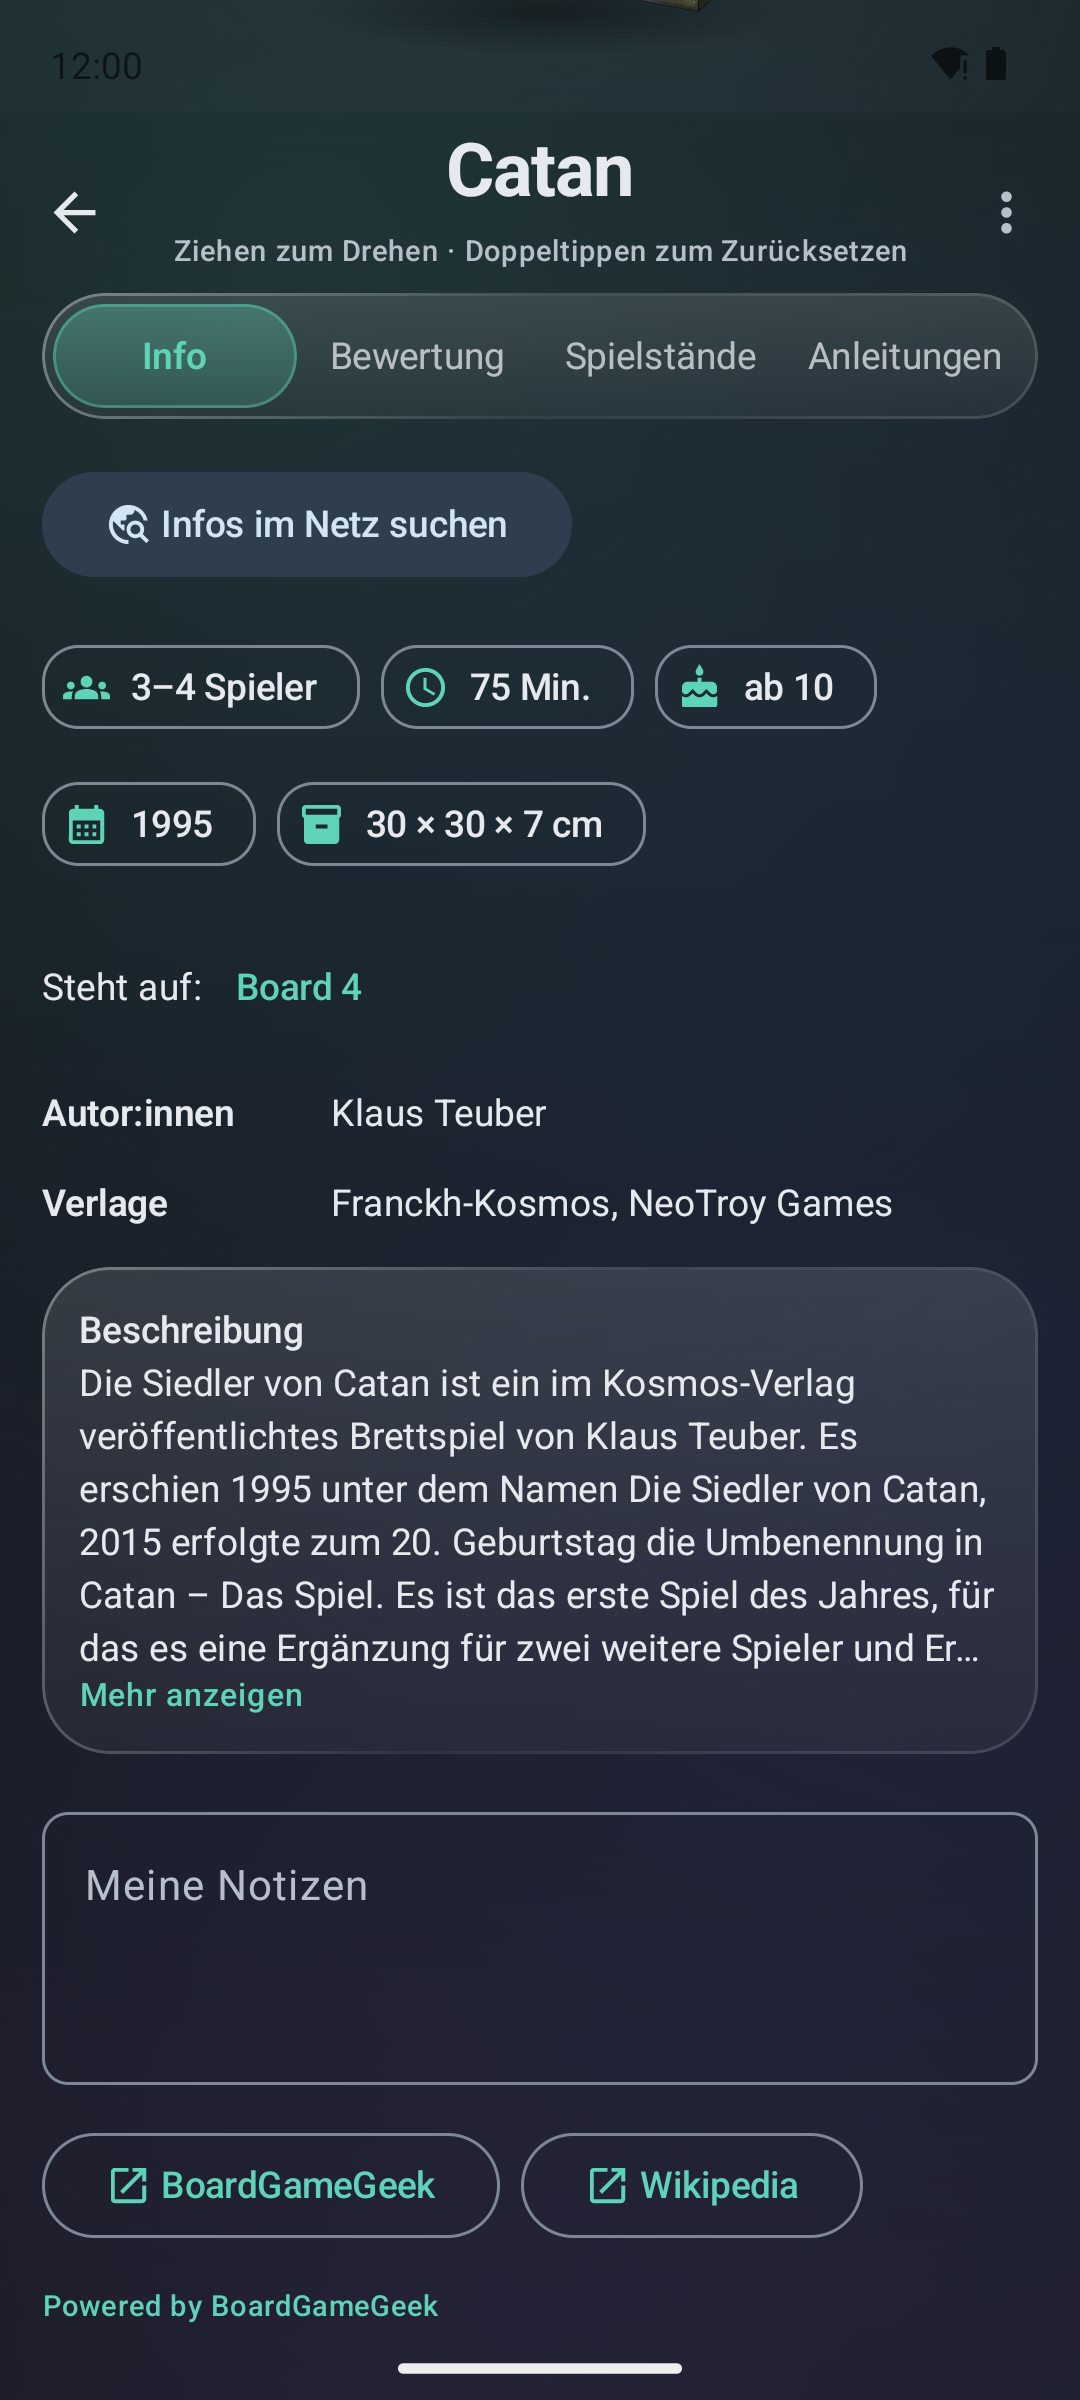 12:00
Catan
Ziehen zum Drehen · Doppeltippen zum Zurücksetzen
Info Bewertung Spielstände Anleitungen
Infos im Netz suchen
3–4 Spieler 75 Min. ab 10
1995 30 × 30 × 7 cm
Steht auf: Board 4
Autor:innen Klaus Teuber
Verlage Franckh-Kosmos, NeoTroy Games
Beschreibung
Die Siedler von Catan ist ein im Kosmos-Verlag
veröffentlichtes Brettspiel von Klaus Teuber. Es
erschien 1995 unter dem Namen Die Siedler von Catan,
2015 erfolgte zum 20. Geburtstag die Umbenennung in
Catan – Das Spiel. Es ist das erste Spiel des Jahres, für
das es eine Ergänzung für zwei weitere Spieler und Er…
Mehr anzeigen
Meine Notizen
BoardGameGeek Wikipedia
Powered by BoardGameGeek